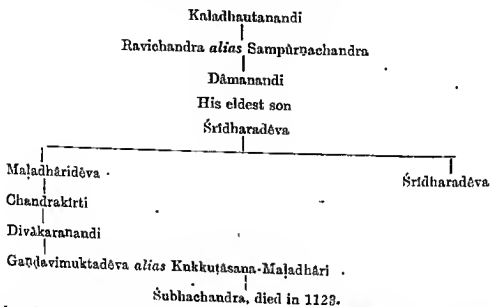 Kaladhautanandi
Ravichandra alias Sampûrṇachandra
Dâmanandi
His eldest son
Śrîdharadêva
Maḷadhâridêva
Śrîdharadêva
Chandrakîrti
Divâkaranandi
Gaṇḍavimuktadêva alias Knkkuṭâsana-Maḷadhâri
Śubhachandra, died in 1123.